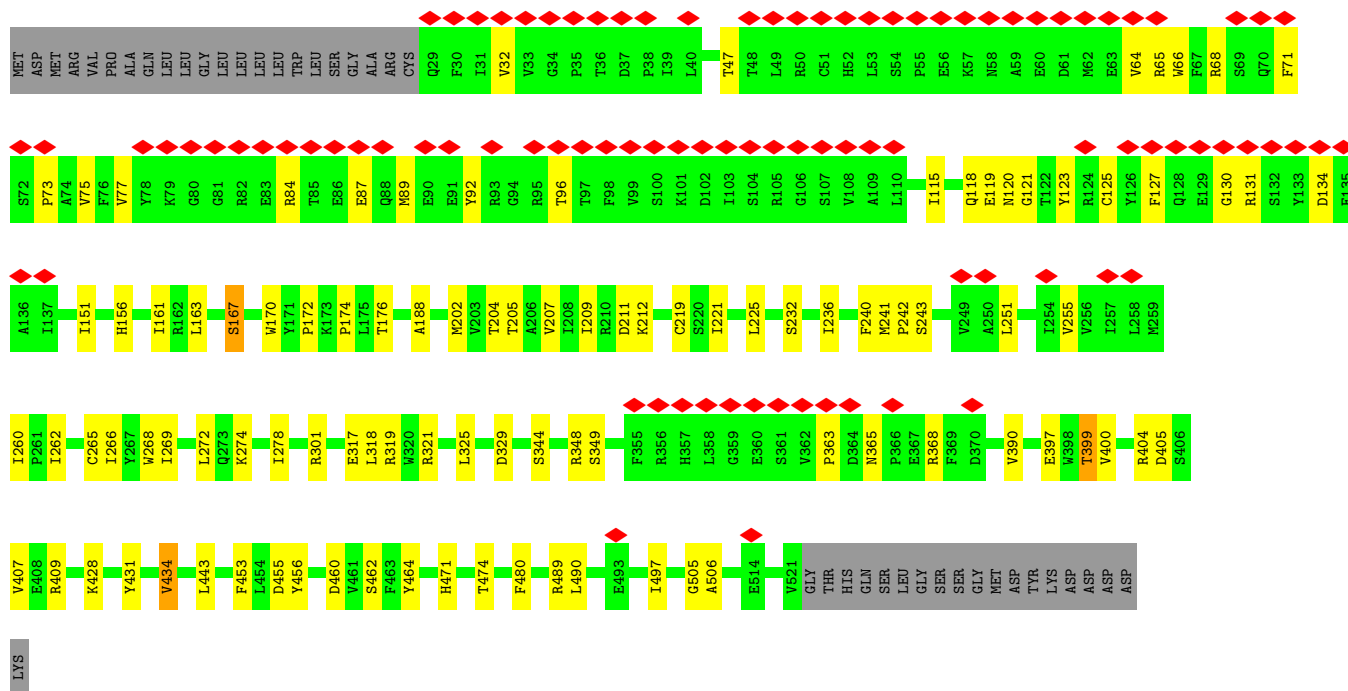 MET ASP MET ARG VAL PRO ALA GLN LEU LEU GLY LEU LEU LEU LEU TRP LEU SER GLY ALA ARG CYS Q29 F30 I31 V32 V33 G34 P35 T36 D37 P38 I39 L40 T47 T48 L49 R50 C51 H52 L53 S54 P55 E56 K57 N58 A59 E60 D61 M62 E63 V64 R65 W66 F67 R68 S69 Q70 F71
S72 P73 A74 V75 F76 V77 Y78 K79 G80 G81 R82 E83 R84 T85 E86 E87 Q88 M89 E90 E91 Y92 R93 G94 R95 T96 T97 F98 V99 S100 K101 D102 I103 S104 R105 G106 S107 V108 A109 L110 I115 Q118 E119 N120 G121 T122 Y123 R124 C125 Y126 F127 Q128 E129 G130 R131 S132 Y133 D134 E135
A136 I137 I151 H156 I161 R162 L163 S167 W170 Y171 P172 K173 P174 L175 T176 A188 M202 V203 T204 T205 A206 V207 I208 I209 R210 D211 K212 C219 S220 I221 L225 S232 I236 F240 M241 P242 S243 V249 A250 L251 I254 V255 V256 I257 L258 M259
I260 P261 I262 C265 I266 Y267 W268 I269 L272 Q273 K274 I278 R301 E317 L318 R319 W320 R321 L325 D329 S344 R348 S349 F355 R356 H357 L358 G359 E360 S361 V362 P363 D364 N365 P366 E367 R368 F369 D370 V390 E397 W398 T399 V400 R404 D405 S406
V407 E408 R409 K428 Y431 V434 L443 F453 L454 D455 Y456 D460 V461 S462 F463 Y464 H471 T474 F480 R489 L490 E493 I497 G505 A506 E514 V521 GLY THR HIS GLN SER LEU GLY SER SER GLY MET ASP TYR LYS ASP ASP ASP ASP
LYS